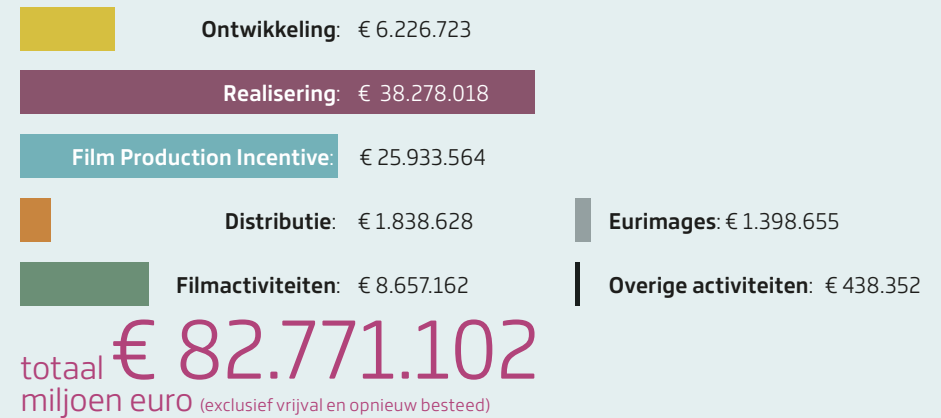 Ontwikkeling: € 6.226.723
Realisering: € 38.278.018
Film Production Incentive: € 25.933.564
Distributie: € 1.838.628
Eurimages: € 1.398.655
Filmactiviteiten: € 8.657.162
Overige activiteiten: € 438.352
totaal € 82.771.102
miljoen euro (exclusief vrijval en opnieuw besteed)